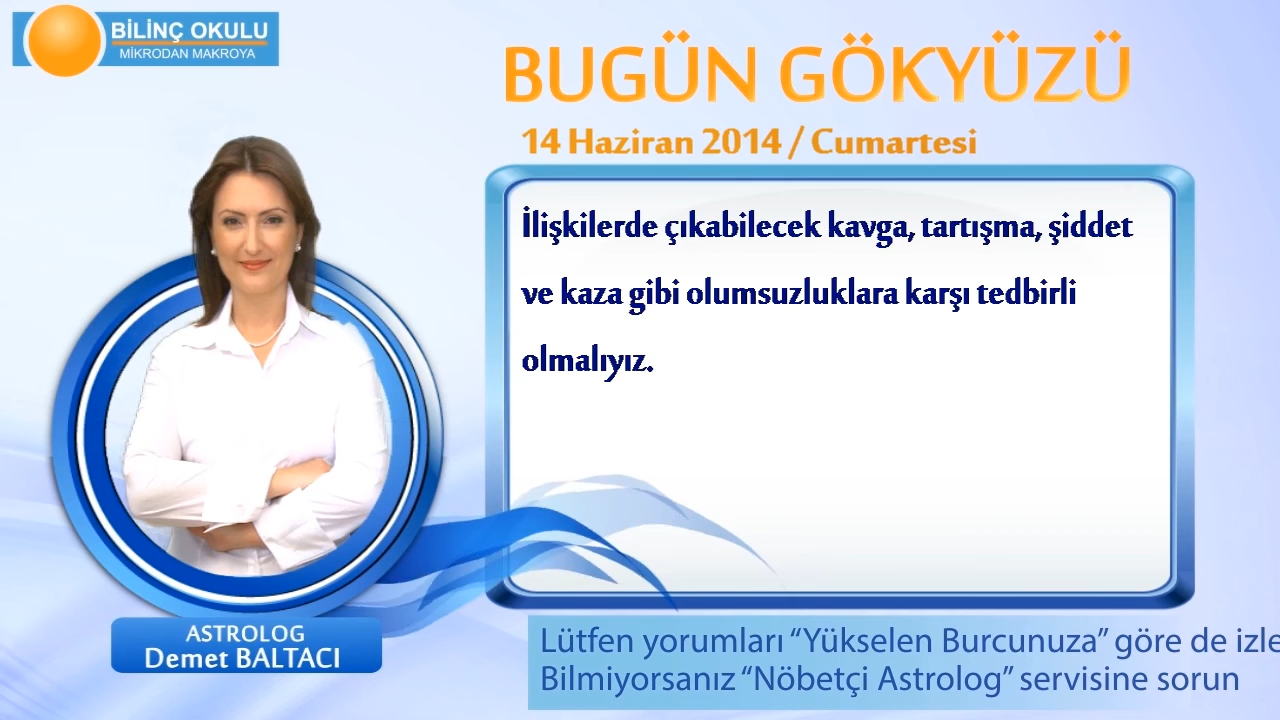 BİLİNÇ OKULU
MİKRODAN MAKROYA
BUGÜN GÖKYÜZÜ
14 Haziran 2014 / Cumartesi
İlişkilerde çıkabilecek kavga, tartışma, şiddet
ve kaza gibi olumsuzluklara karşı tedbirli
olmalıyız.
ASTROLOG
Demet BALTACI
Lütfen yorumları “Yükselen Burcunuza” göre de izle
Bilmiyorsanız “Nöbetçi Astrolog” servisine sorun